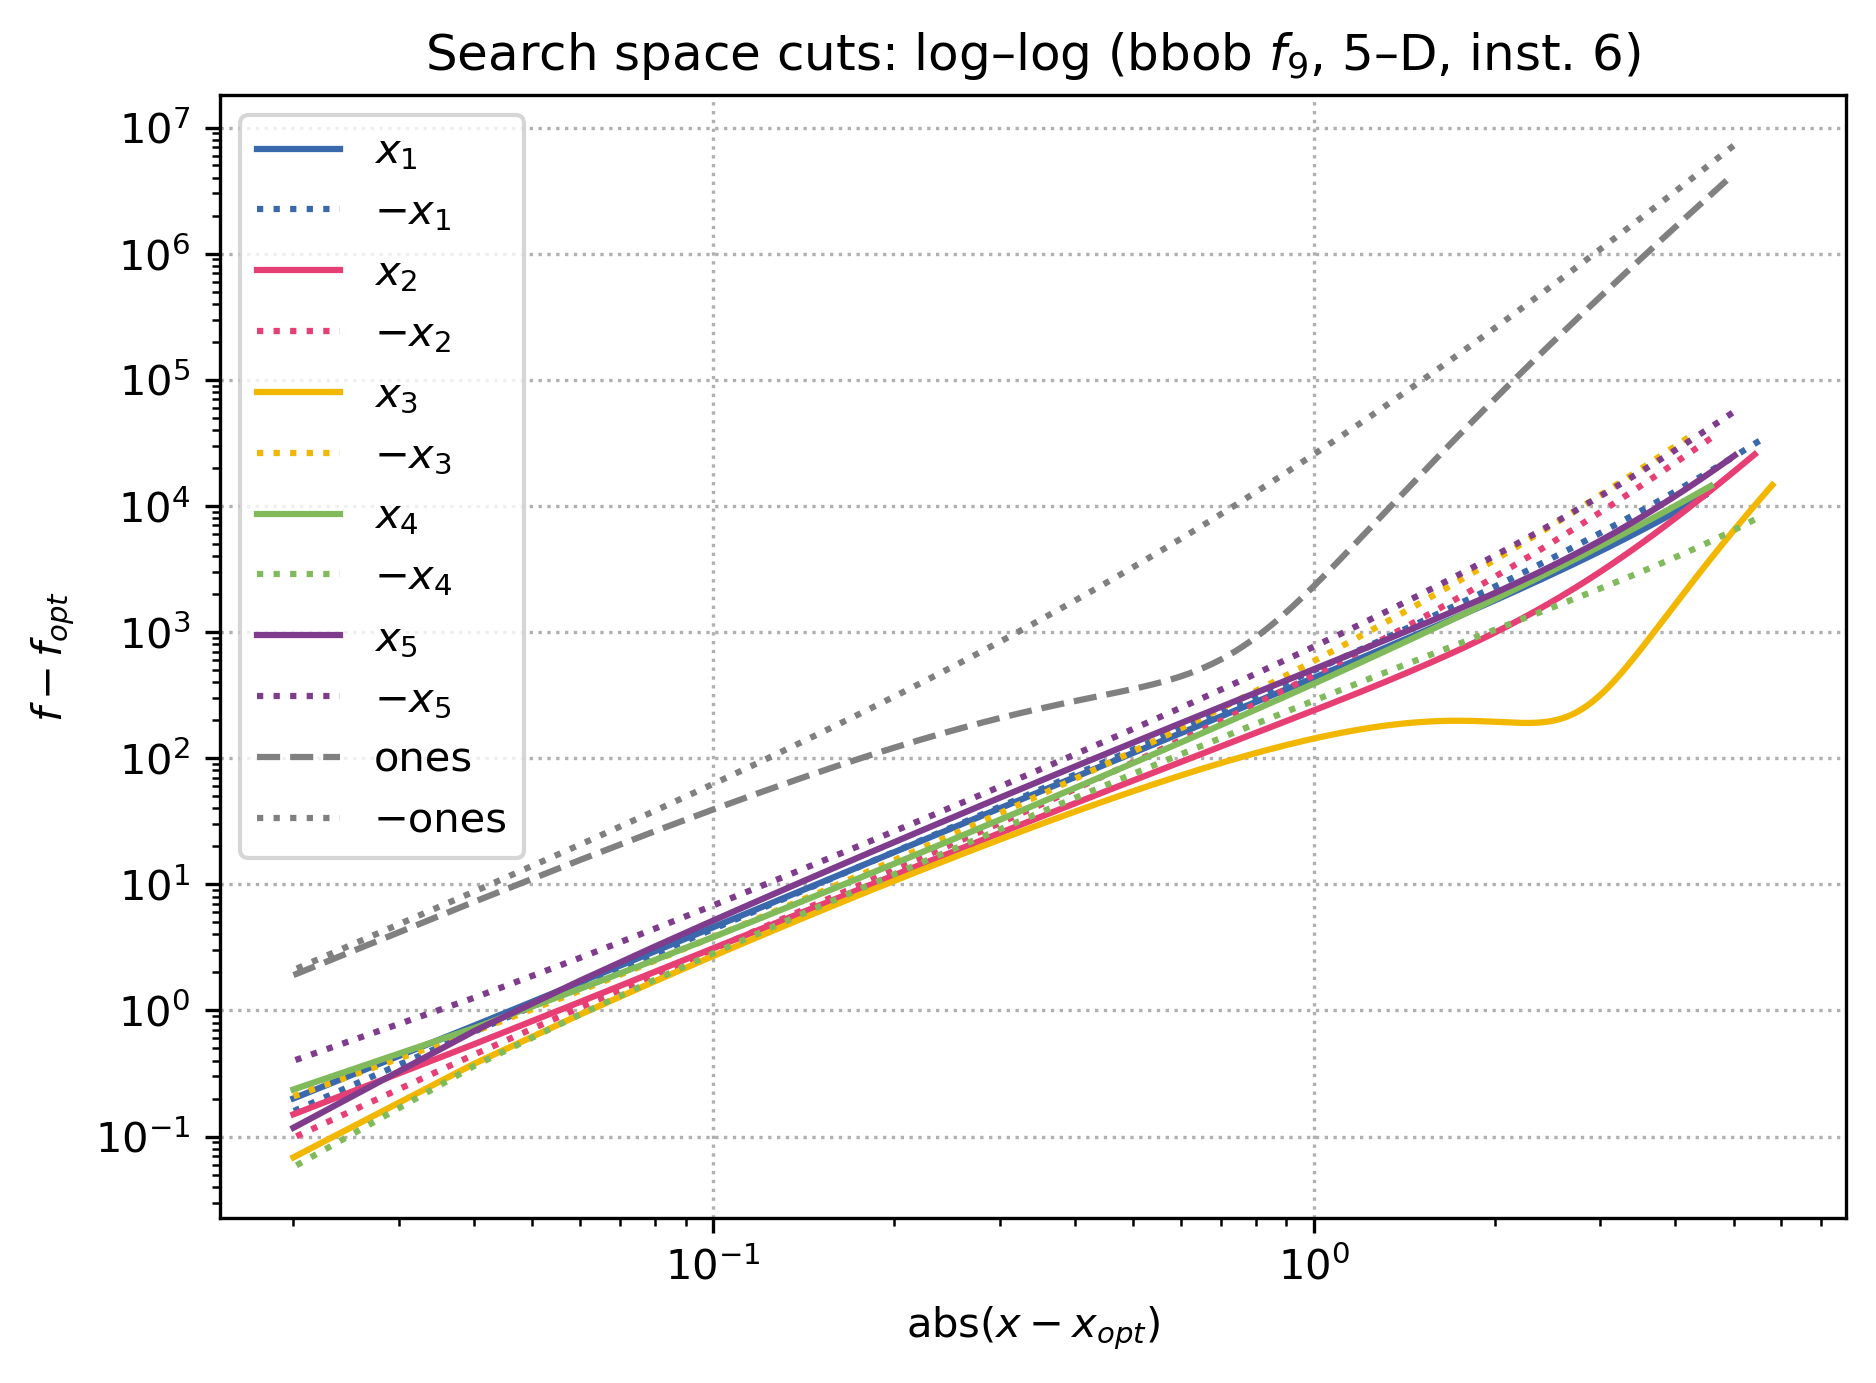 Search space cuts: log–log (bbob f₉, 5–D, inst. 6)
f − f_opt
10⁷
10⁶
10⁵
10⁴
10³
10²
10¹
10⁰
10⁻¹
x₁
−x₁
x₂
−x₂
x₃
−x₃
x₄
−x₄
x₅
−x₅
ones
−ones
10⁻¹ 10⁰
abs(x − x_opt)